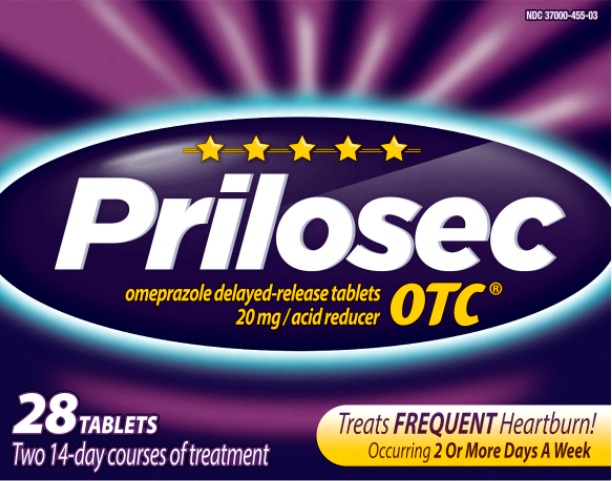 NDC 37000-455-03
Prilosec
omeprazole delayed-release tablets
20 mg / acid reducer
OTC®
28 TABLETS
Two 14-day courses of treatment
Treats FREQUENT Heartburn!
Occurring 2 Or More Days A Week